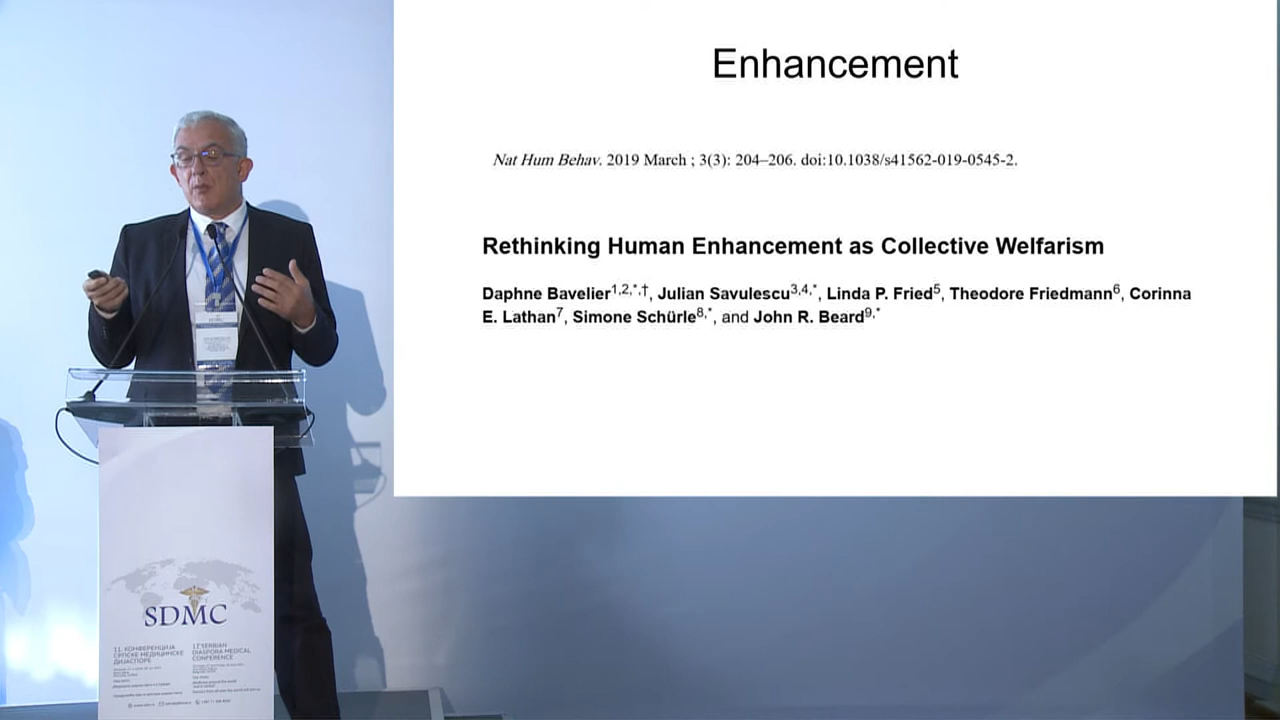 Enhancement
Nat Hum Behav. 2019 March ; 3(3): 204–206. doi:10.1038/s41562-019-0545-2.
Rethinking Human Enhancement as Collective Welfarism
Daphne Bavelier1,2,*,†, Julian Savulescu3,4,*, Linda P. Fried5, Theodore Friedmann6, Corinna
E. Lathan7, Simone Schürle8,*, and John R. Beard9,*
SDMC
11. КОНФЕРЕНЦИЈА
СРПСКЕ МЕДИЦИНСКЕ
ДИЈАСПОРЕ
SERBIAN
DIASPORA MEDICAL
CONFERENCE